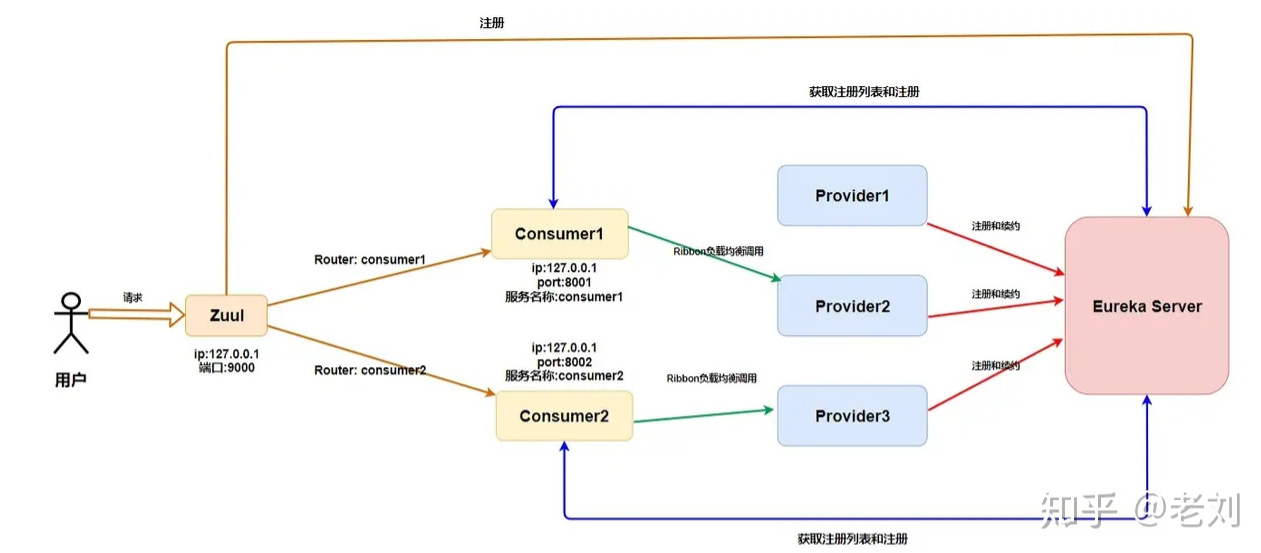 注册
获取注册列表和注册
Provider1
注册和续约
Consumer1
Ribbon负载均衡调用
Router: consumer1
ip:127.0.0.1
port:8001
服务名称:consumer1
注册和续约
请求
Zuul
Provider2
Eureka Server
ip:127.0.0.1
端口:9000
ip:127.0.0.1
port:8002
服务名称:consumer2
注册和续约
用户
Router: consumer2
Ribbon负载均衡调用
Consumer2
Provider3
知乎 @老刘
获取注册列表和注册